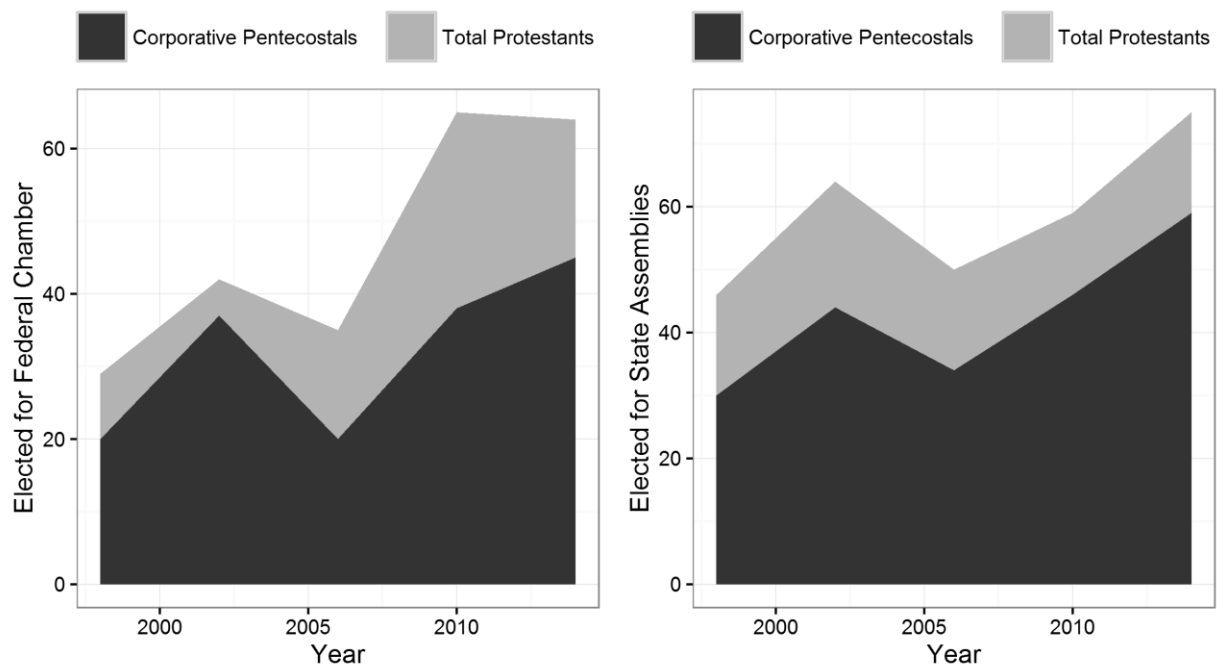 Corporative Pentecostals Total Protestants
Elected for Federal Chamber
60
40
20
0
2000 2005 2010
Year
Corporative Pentecostals Total Protestants
Elected for State Assemblies
60
40
20
0
2000 2005 2010
Year